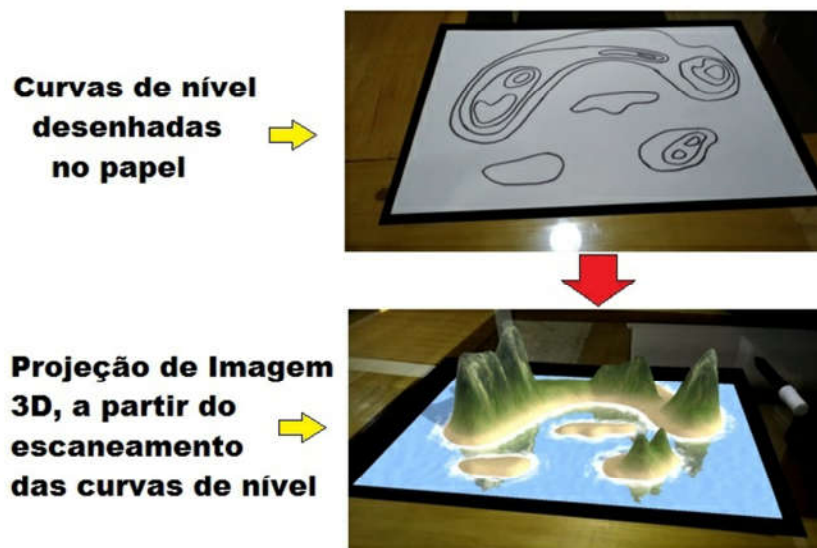 Curvas de nível
desenhadas
no papel
Projeção de Imagem
3D, a partir do
escaneamento
das curvas de nível